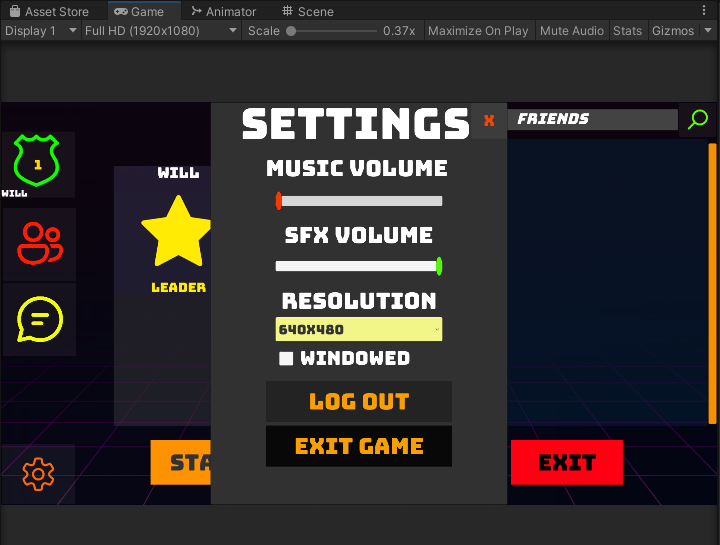 Asset Store
Game
Animator
Scene
Display 1
Full HD (1920x1080)
Scale
0.37x
Maximize On Play
Mute Audio
Stats
Gizmos
SETTINGS
X
FRIENDS
1
WILL
WILL
LEADER
MUSIC VOLUME
SFX VOLUME
RESOLUTION
640X480
WINDOWED
LOG OUT
EXIT GAME
STA
EXIT